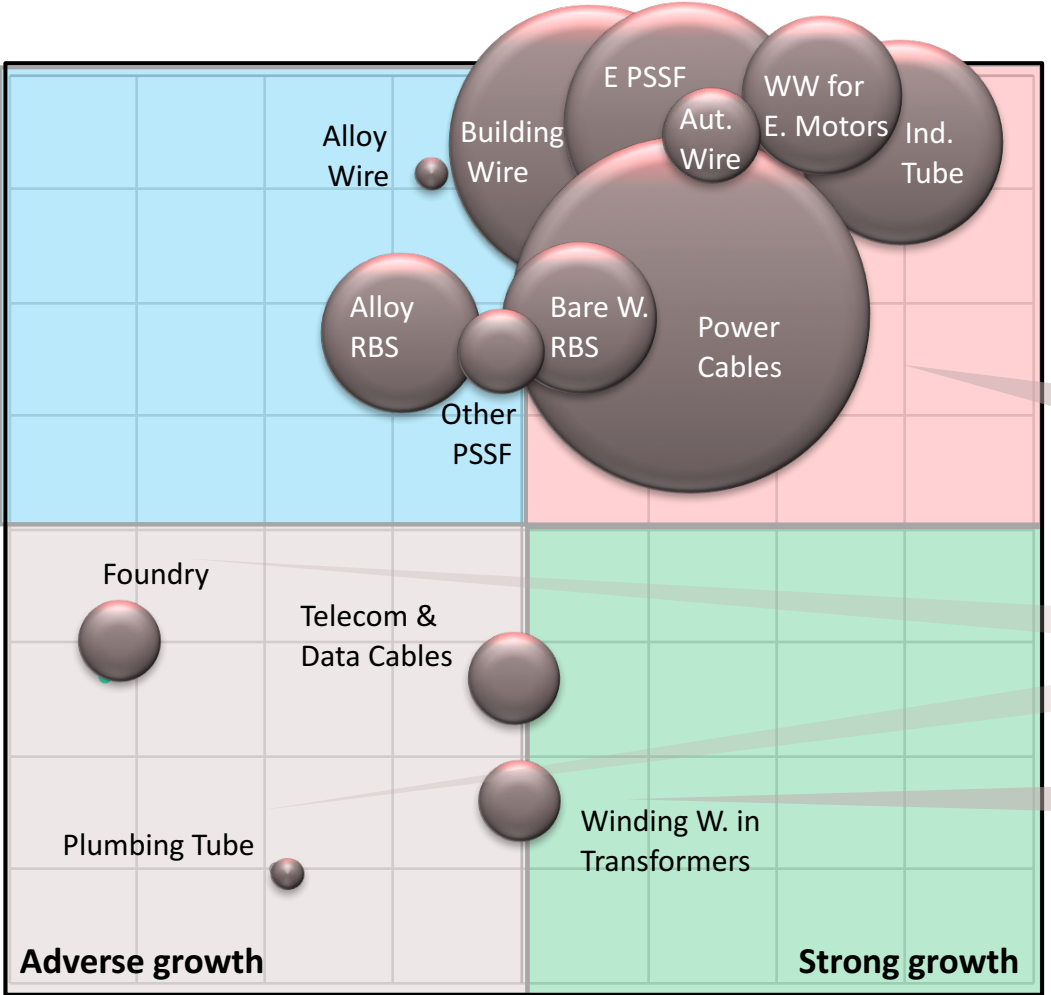 E PSSF
WW for
E. Motors
Alloy
Wire
Building
Wire
Aut.
Wire
Ind.
Tube
Alloy
RBS
Bare W.
RBS
Power
Cables
Other
PSSF
Foundry
Telecom &
Data Cables
Plumbing Tube
Winding W. in
Transformers
Adverse growth
Strong growth